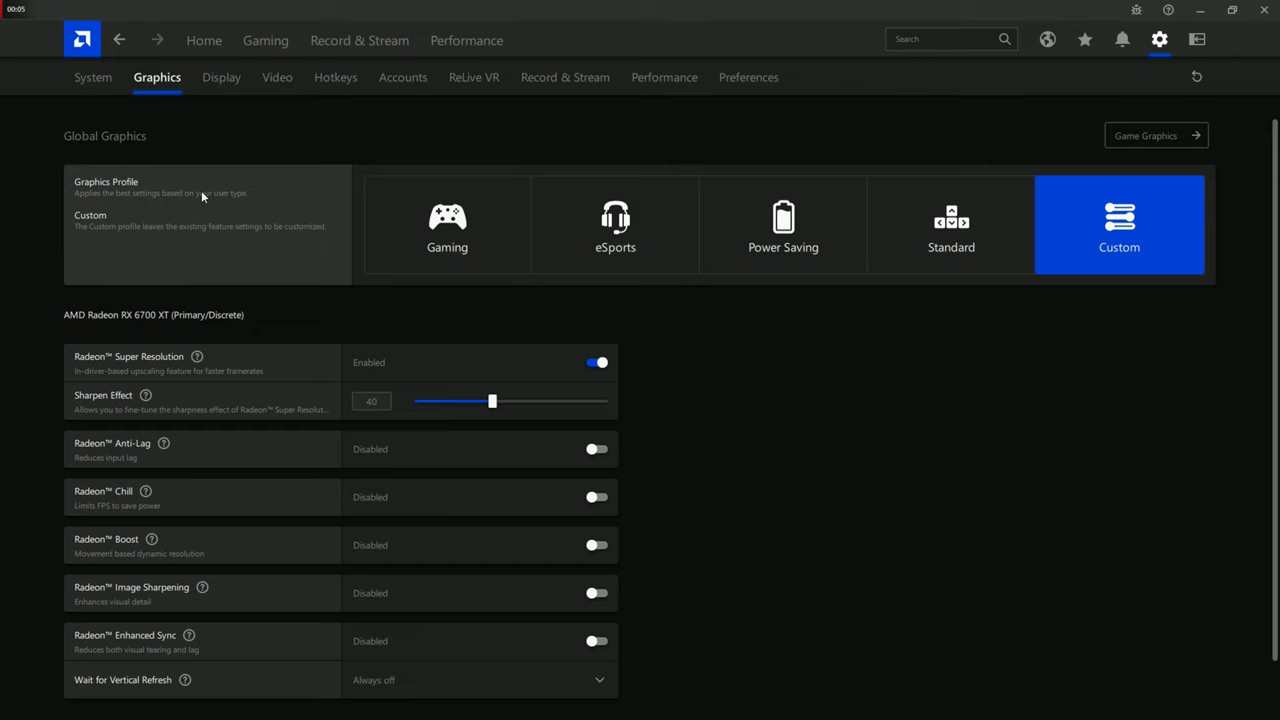 00:05
Home Gaming Record & Stream Performance Search
System Graphics Display Video Hotkeys Accounts ReLive VR Record & Stream Performance Preferences
Global Graphics Game Graphics
Graphics Profile
Applies the best settings based on your user type.
Custom
The Custom profile leaves the existing feature settings to be customized.
Gaming eSports Power Saving Standard Custom
AMD Radeon RX 6700 XT (Primary/Discrete)
Radeon™ Super Resolution ? Enabled
In-driver-based upscaling feature for faster framerates
Sharpen Effect ? 40
Allows you to fine-tune the sharpness effect of Radeon™ Super Resolut...
Radeon™ Anti-Lag ? Disabled
Reduces input lag
Radeon™ Chill ? Disabled
Limits FPS to save power
Radeon™ Boost ? Disabled
Movement based dynamic resolution
Radeon™ Image Sharpening ? Disabled
Enhances visual detail
Radeon™ Enhanced Sync ? Disabled
Reduces both visual tearing and lag
Wait for Vertical Refresh ? Always off